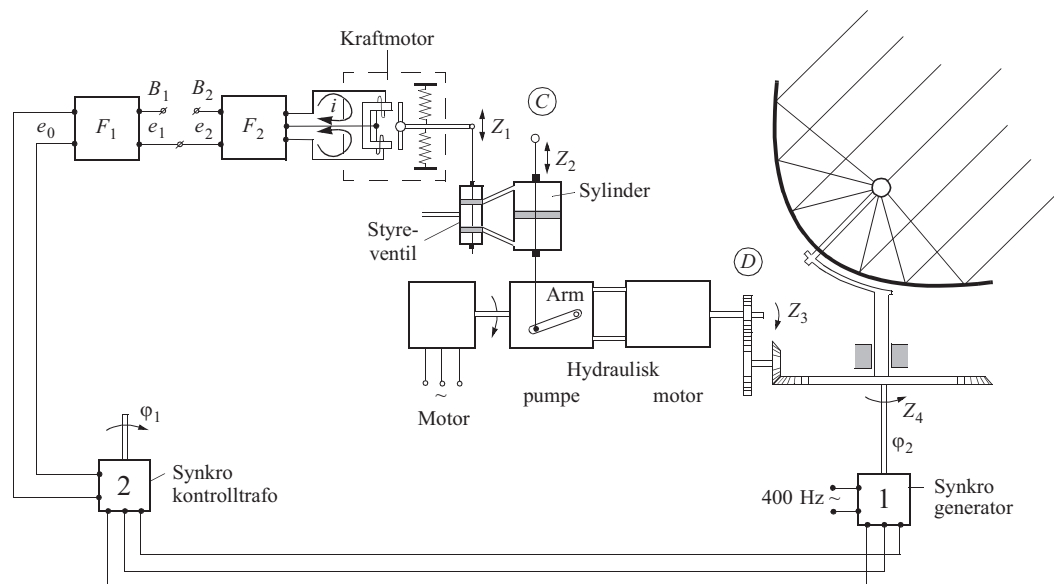 Kraftmotor
B₁
B₂
C
e₀
F₁
e₁
e₂
F₂
i
Z₁
Z₂
Sylinder
Styre-
ventil
D
Arm
Z₃
Hydraulisk
pumpe
motor
~
Motor
Z₄
φ₁
φ₂
2
Synkro
kontrolltrafo
400 Hz ~
1
Synkro
generator